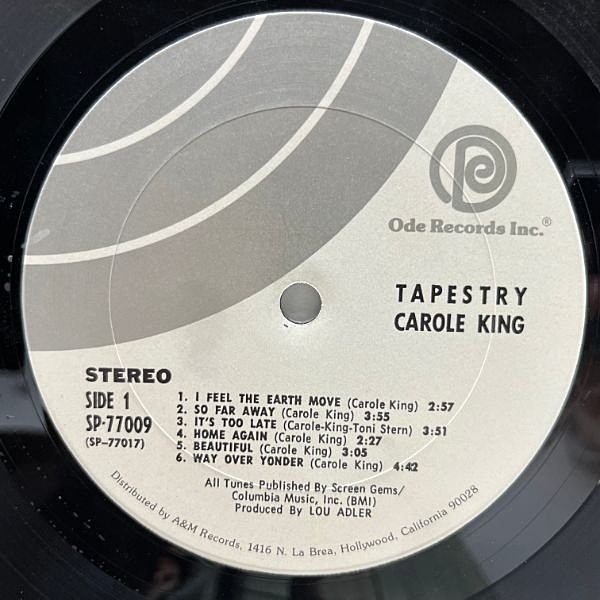 Ode Records Inc.®
TAPESTRY
CAROLE KING
STEREO
SIDE 1
SP-77009
(SP-77017)
1. I FEEL THE EARTH MOVE (Carole King) 2:57
2. SO FAR AWAY (Carole King) 3:55
3. IT'S TOO LATE (Carole-King-Toni Stern) 3:51
4. HOME AGAIN (Carole King) 2:27
5. BEAUTIFUL (Carole King) 3:05
6. WAY OVER YONDER (Carole King) 4:42
All Tunes Published By Screen Gems/
Columbia Music, Inc. (BMI)
Produced By LOU ADLER
Distributed by A&M Records, 1416 N. La Brea, Hollywood, California 90028